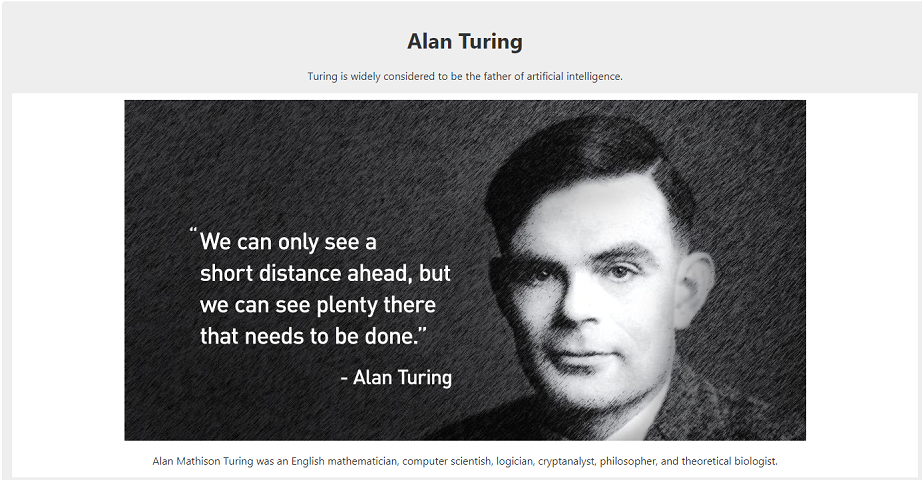 Alan Turing
Turing is widely considered to be the father of artificial intelligence.
“We can only see a
short distance ahead, but
we can see plenty there
that needs to be done.”
- Alan Turing
Alan Mathison Turing was an English mathematician, computer scientist, logician, cryptanalyst, philosopher, and theoretical biologist.